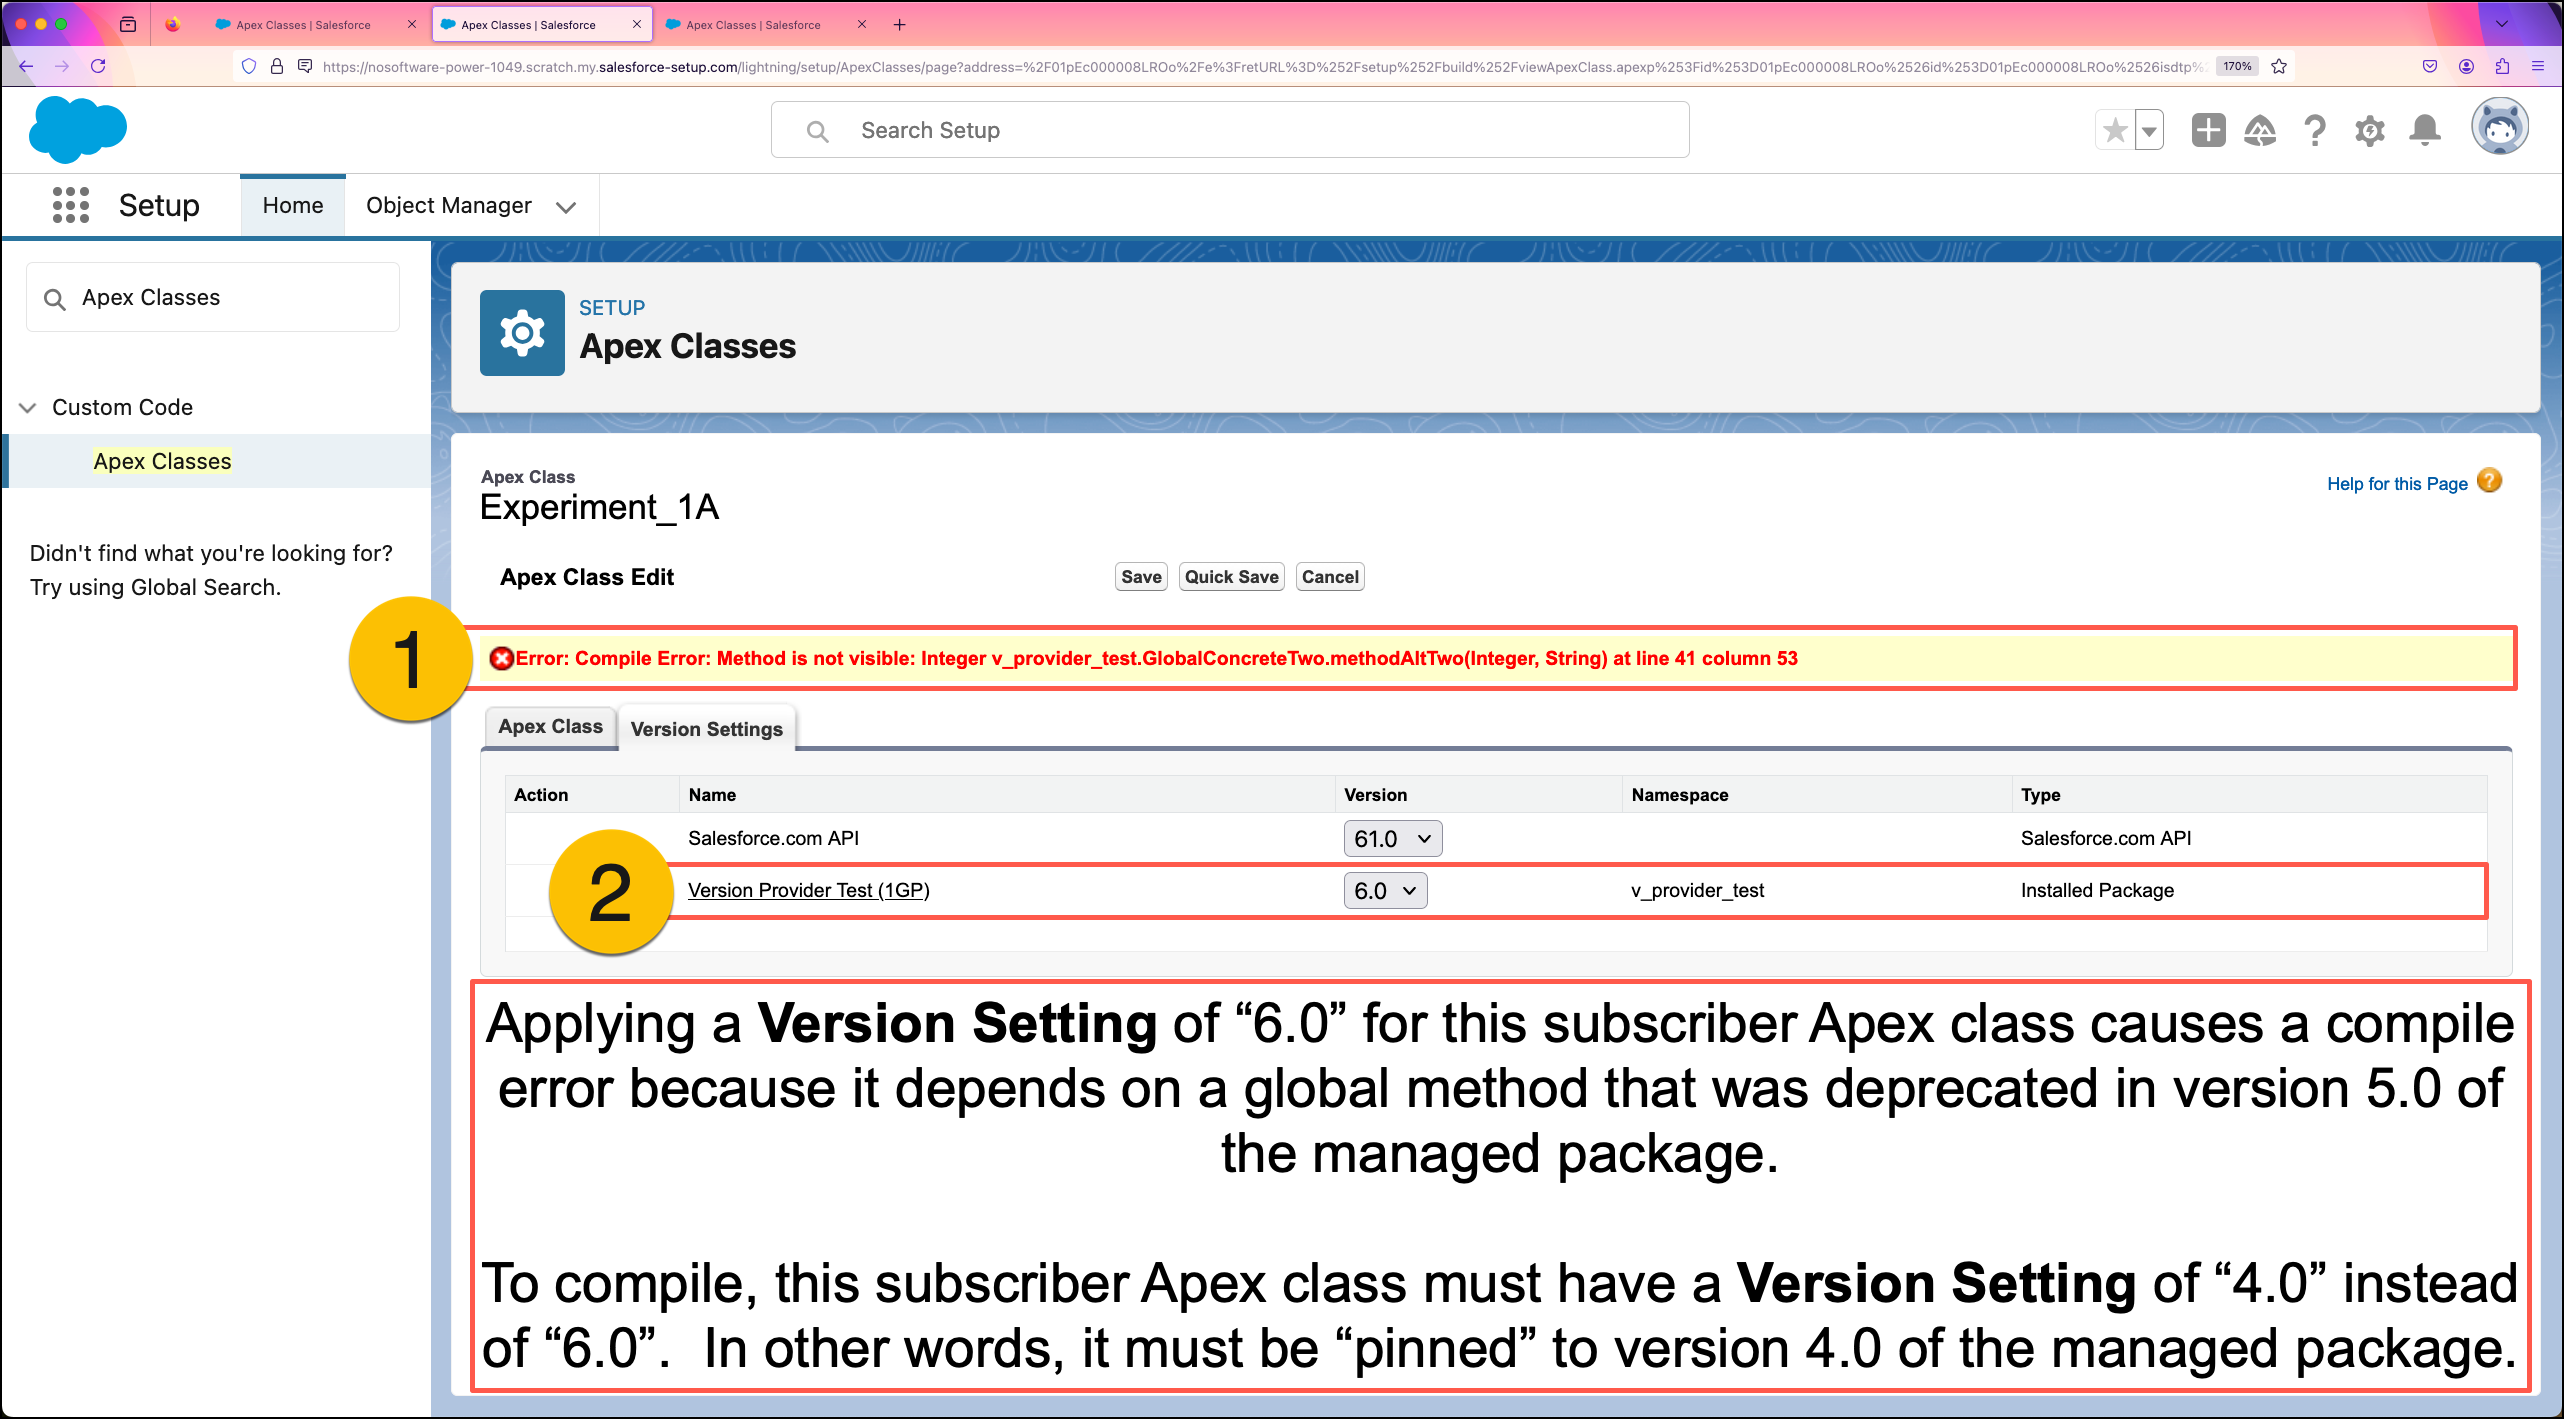 Apex Classes | Salesforce
Apex Classes | Salesforce
Apex Classes | Salesforce
https://nosoftware-power-1049.scratch.my.salesforce-setup.com/lightning/setup/ApexClasses/page?address=%2F01pEc000008LROo%2Fe%3FretURL%3D%252Fsetup%252Fbuild%252FviewApexClass.apexp%253Fid%253D01pEc000008LROo%2526id%253D01pEc000008LROo%2526isdtp%
170%
Search Setup
Setup
Home
Object Manager
Apex Classes
Custom Code
Apex Classes
Didn't find what you're looking for?
Try using Global Search.
SETUP
Apex Classes
Apex Class
Experiment_1A
Help for this Page
Apex Class Edit
Save
Quick Save
Cancel
1
Error: Compile Error: Method is not visible: Integer v_provider_test.GlobalConcreteTwo.methodAltTwo(Integer, String) at line 41 column 53
Apex Class
Version Settings
Action Name Version Namespace Type
Salesforce.com API 61.0 Salesforce.com API
2
Version Provider Test (1GP) 6.0 v_provider_test Installed Package
Applying a Version Setting of “6.0” for this subscriber Apex class causes a compile
error because it depends on a global method that was deprecated in version 5.0 of
the managed package.
To compile, this subscriber Apex class must have a Version Setting of “4.0” instead
of “6.0”.  In other words, it must be “pinned” to version 4.0 of the managed package.